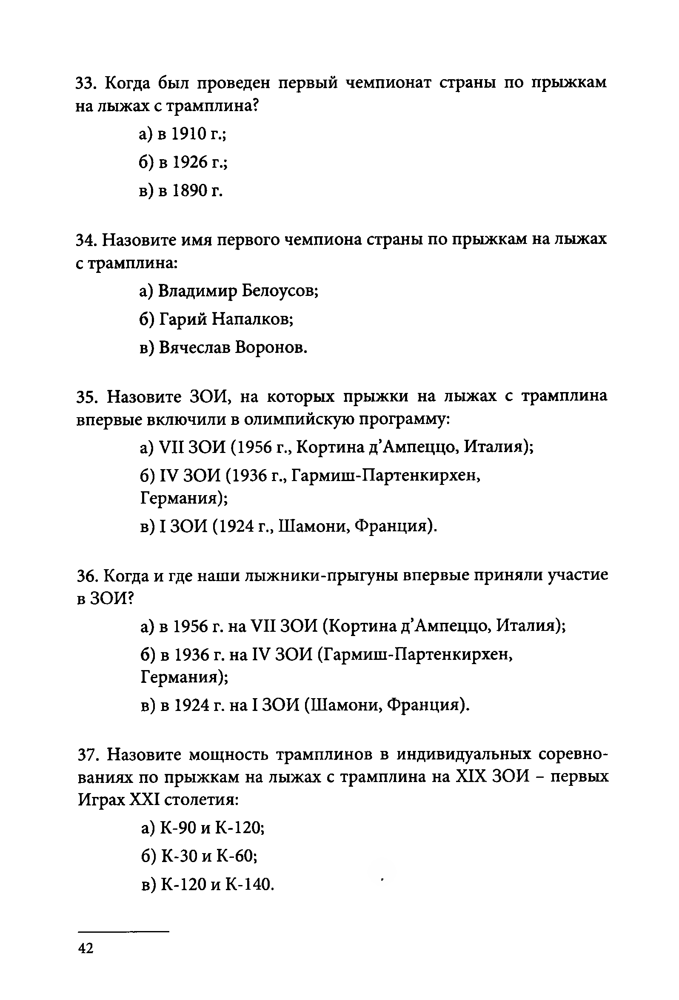 33. Когда был проведен первый чемпионат страны по прыжкам
на лыжах с трамплина?
а) в 1910 г.;
б) в 1926 г.;
в) в 1890 г.
34. Назовите имя первого чемпиона страны по прыжкам на лыжах
с трамплина:
а) Владимир Белоусов;
б) Гарий Напалков;
в) Вячеслав Воронов.
35. Назовите ЗОИ, на которых прыжки на лыжах с трамплина
впервые включили в олимпийскую программу:
а) VII ЗОИ (1956 г., Кортина д’Ампеццо, Италия);
б) IV ЗОИ (1936 г., Гармиш-Партенкирхен,
Германия);
в) I ЗОИ (1924 г., Шамони, Франция).
36. Когда и где наши лыжники-прыгуны впервые приняли участие
в ЗОИ?
а) в 1956 г. на VII ЗОИ (Кортина д’Ампеццо, Италия);
б) в 1936 г. на IV ЗОИ (Гармиш-Партенкирхен,
Германия);
в) в 1924 г. на I ЗОИ (Шамони, Франция).
37. Назовите мощность трамплинов в индивидуальных соревно-
ваниях по прыжкам на лыжах с трамплина на XIX ЗОИ – первых
Играх XXI столетия:
а) К-90 и К-120;
б) К-30 и К-60;
в) К-120 и К-140.
42